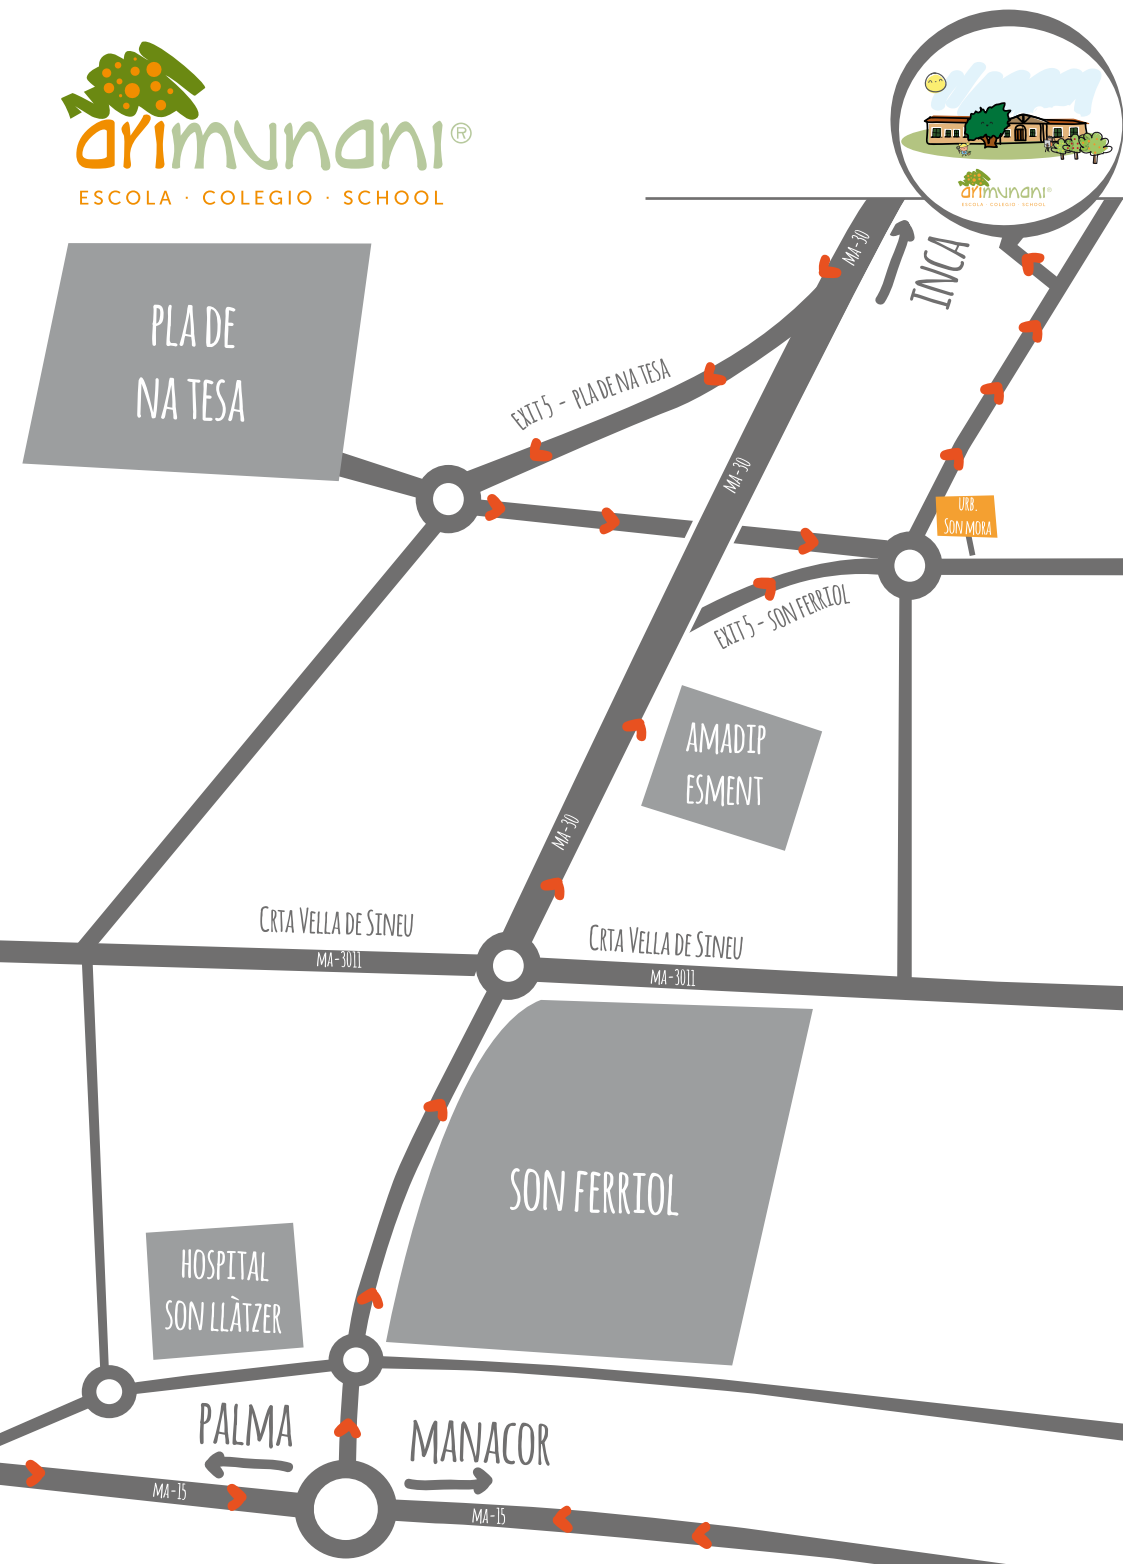 arimunani®
ESCOLA · COLEGIO · SCHOOL
arimunani®
ESCOLA · COLEGIO · SCHOOL
MA-30
INCA
PLA DE
NA TESA
EXIT 5 - PLA DE NA TESA
MA-30
URB.
SON MORA
EXIT 5 - SON FERRIOL
AMADIP
ESMENT
MA-30
CRTA VELLA DE SINEU
MA-3011
CRTA VELLA DE SINEU
MA-3011
SON FERRIOL
HOSPITAL
SON LLÀTZER
PALMA
MANACOR
MA-15
MA-15